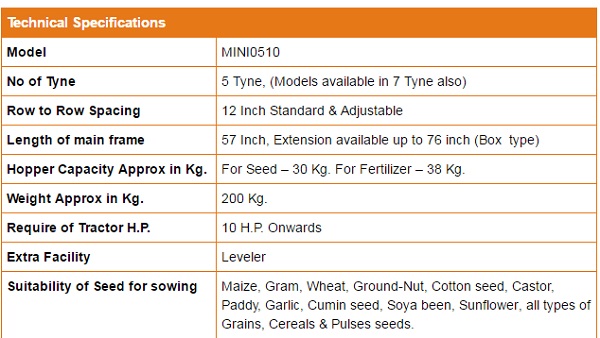 Technical Specifications
Model MINI0510
No of Tyne 5 Tyne, (Models available in 7 Tyne also)
Row to Row Spacing 12 Inch Standard & Adjustable
Length of main frame 57 Inch, Extension available up to 76 inch (Box type)
Hopper Capacity Approx in Kg. For Seed – 30 Kg. For Fertilizer – 38 Kg.
Weight Approx in Kg. 200 Kg.
Require of Tractor H.P. 10 H.P. Onwards
Extra Facility Leveler
Suitability of Seed for sowing Maize, Gram, Wheat, Ground-Nut, Cotton seed, Castor,
Paddy, Garlic, Cumin seed, Soya been, Sunflower, all types of
Grains, Cereals & Pulses seeds.